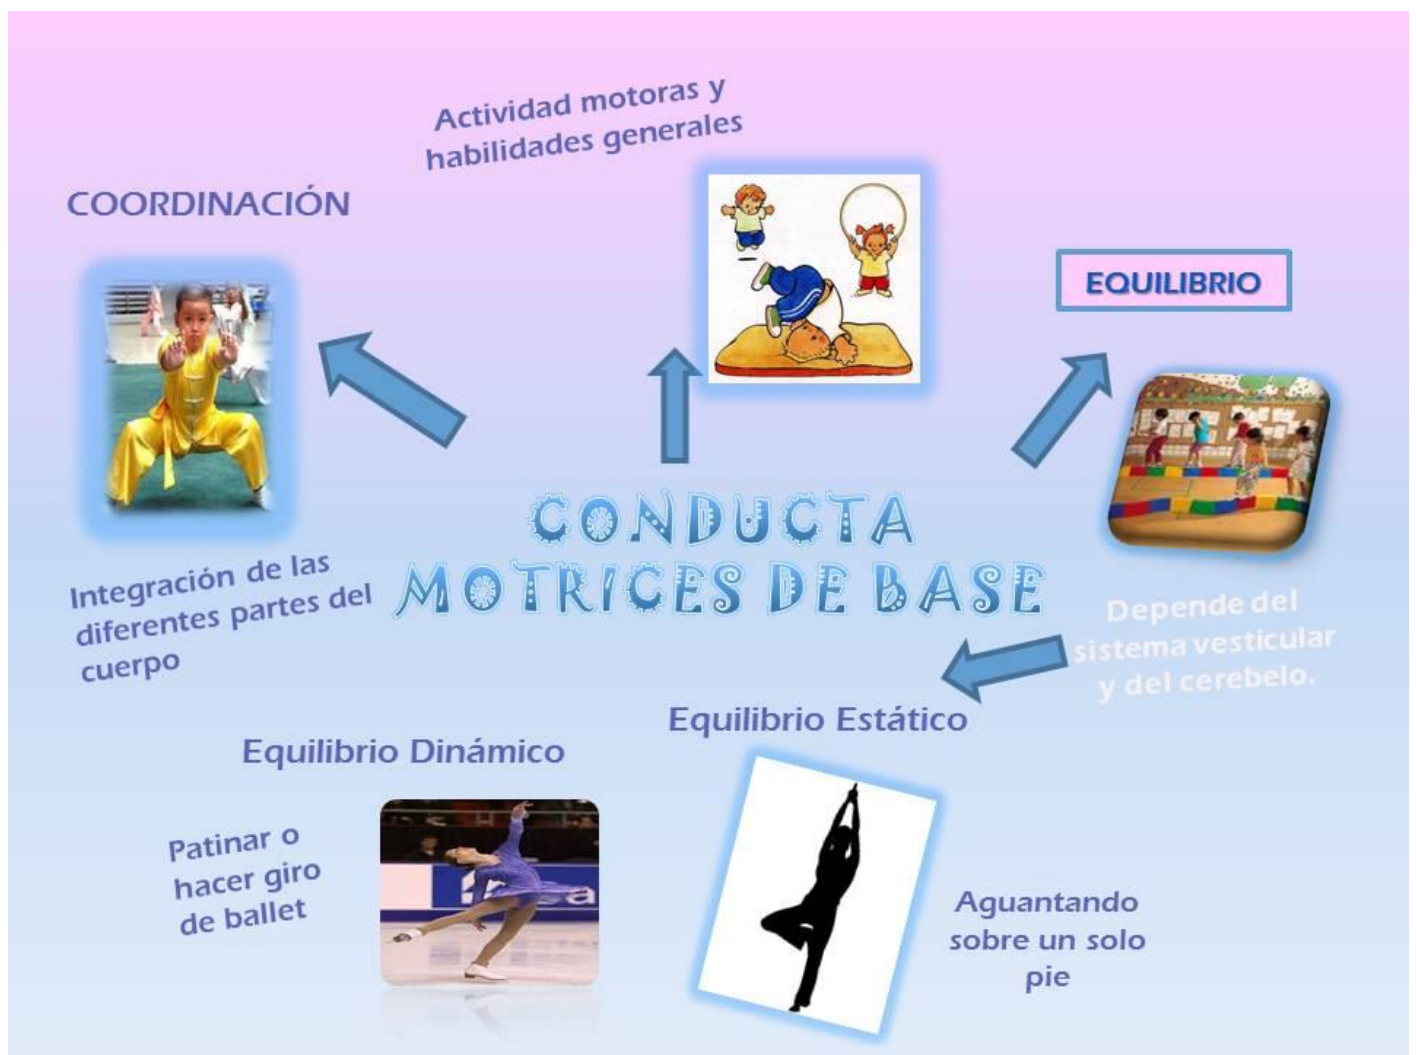 Actividad motoras y
habilidades generales
COORDINACIÓN
EQUILIBRIO
CONDUCTA
MOTRICES DE BASE
Integración de las
diferentes partes del
cuerpo
Depende del
sistema vesticular
y del cerebelo.
Equilibrio Estático
Equilibrio Dinámico
Patinar o
hacer giro
de ballet
Aguantando
sobre un solo
pie